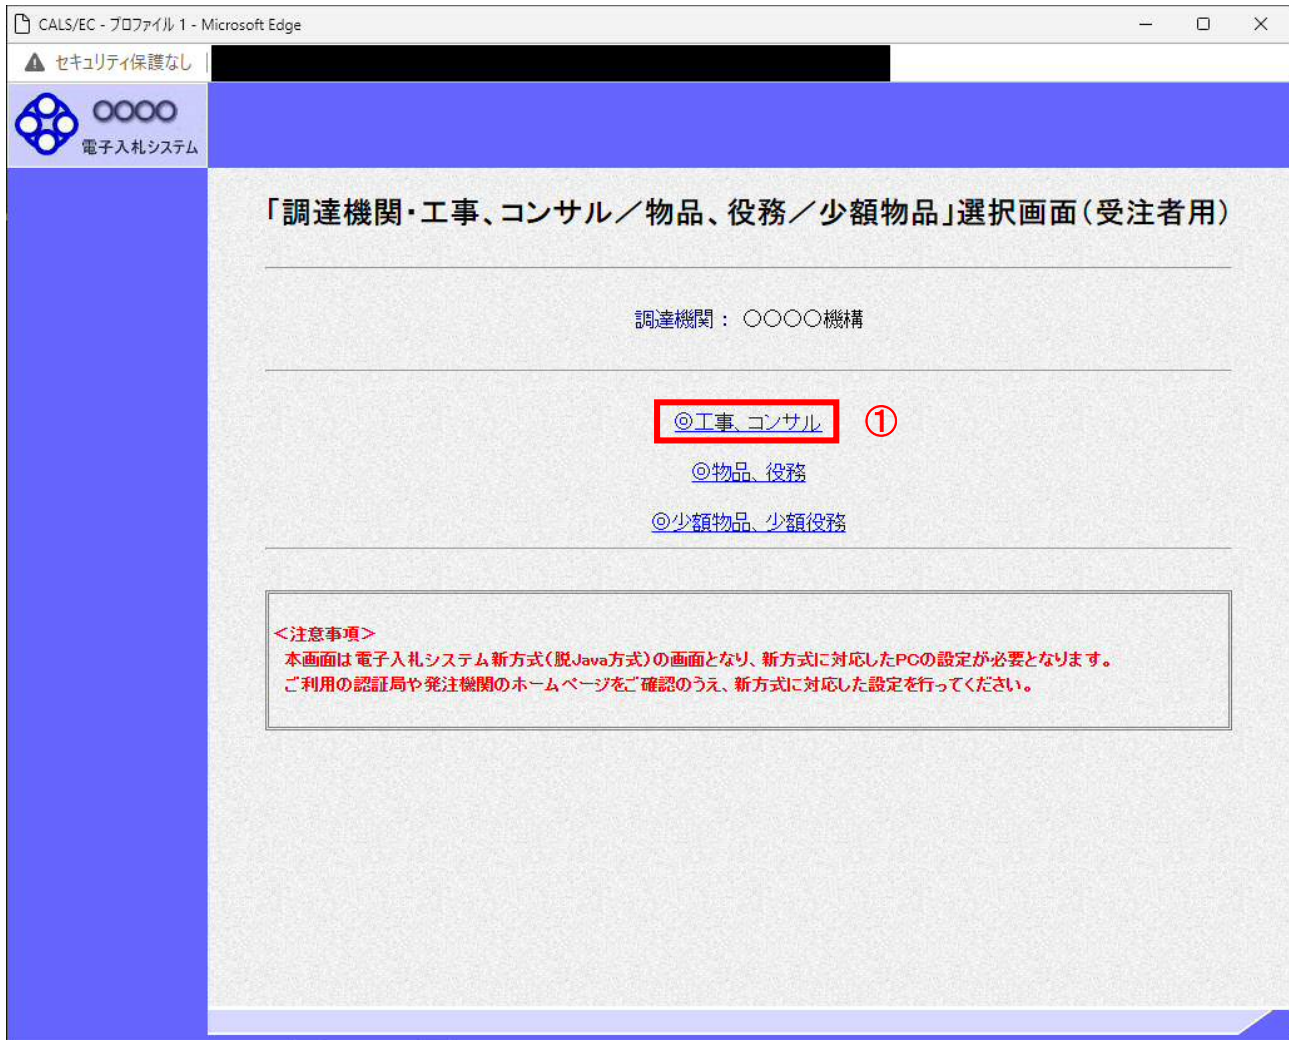 CALS/EC - プロファイル 1 - Microsoft Edge
セキュリティ保護なし
○○○○
電子入札システム
「調達機関・工事、コンサル／物品、役務／少額物品」選択画面（受注者用）
調達機関： ○○○○機構
◎工事、コンサル ①
◎物品、役務
◎少額物品、少額役務
＜注意事項＞
本画面は電子入札システム新方式（脱Java方式）の画面となり、新方式に対応したPCの設定が必要となります。
ご利用の認証局や発注機関のホームページをご確認のうえ、新方式に対応した設定を行ってください。